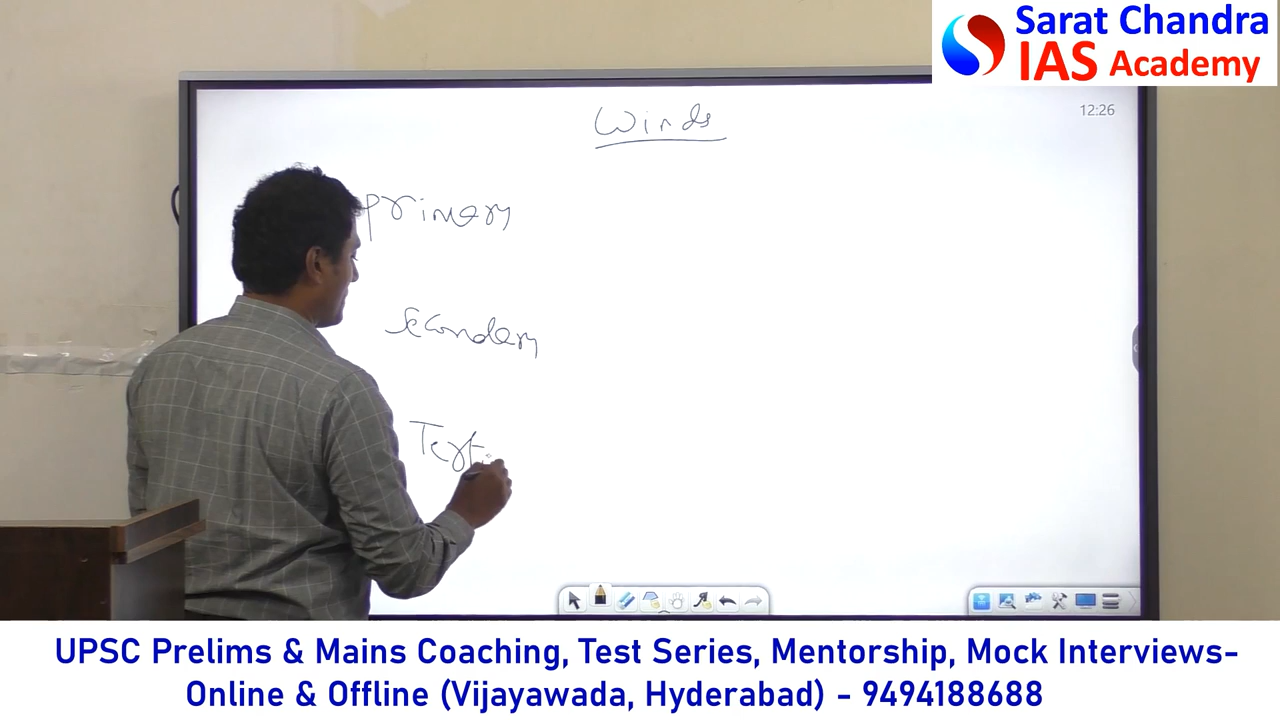 Sarat Chandra
IAS Academy
12:26
Winds
Primary
Secondary
Terti
UPSC Prelims & Mains Coaching, Test Series, Mentorship, Mock Interviews-
Online & Offline (Vijayawada, Hyderabad) - 9494188688